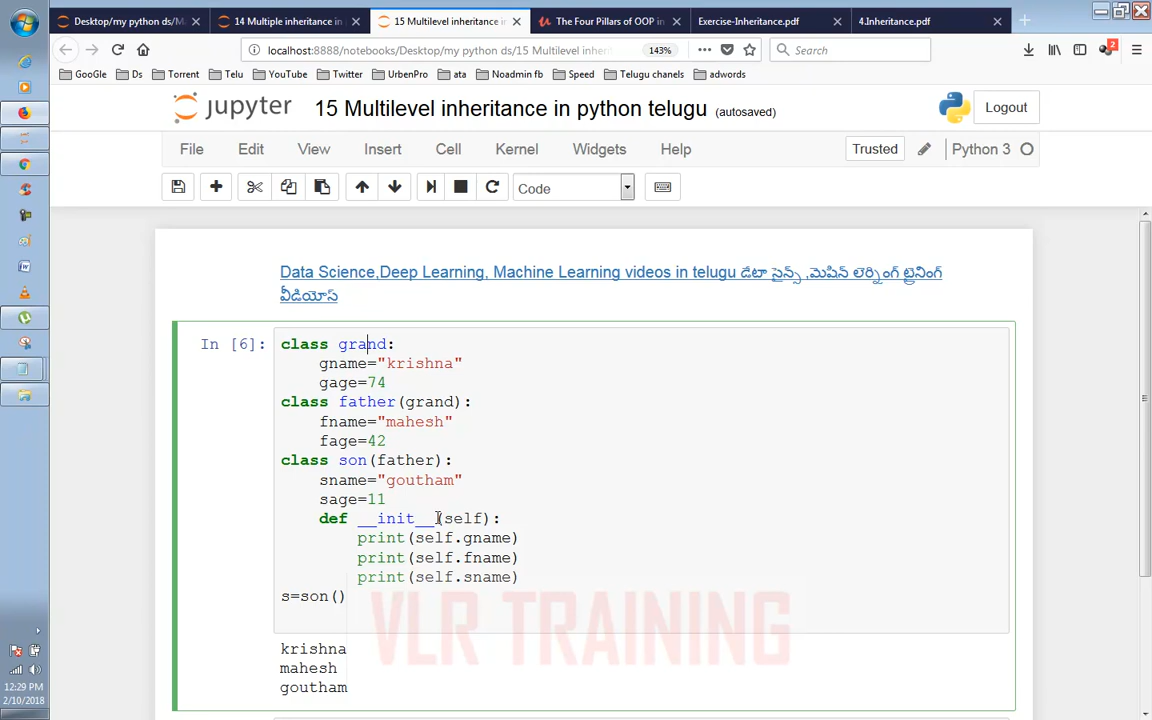 Desktop/my python ds/Ma
14 Multiple inheritance in
15 Multilevel inheritance in
The Four Pillars of OOP in
Exercise-Inheritance.pdf
4.Inheritance.pdf
localhost:8888/notebooks/Desktop/my python ds/15 Multilevel inher
143%
Search
2
GooGle
Ds
Torrent
Telu
YouTube
Twitter
UrbenPro
ata
Noadmin fb
Speed
Telugu chanels
adwords
jupyter
15 Multilevel inheritance in python telugu (autosaved)
Logout
File Edit View Insert Cell Kernel Widgets Help
Trusted
Python 3
Code
Data Science,Deep Learning, Machine Learning videos in telugu డేటా సైన్స్ ,మెషిన్ లెర్నింగ్ ట్రైనింగ్
వీడియోస్
In [6]:
class grand:
gname="krishna"
gage=74
class father(grand):
fname="mahesh"
fage=42
class son(father):
sname="goutham"
sage=11
def __init__(self):
print(self.gname)
print(self.fname)
print(self.sname)
s=son()
krishna
mahesh
goutham
VLR TRAINING
12:29 PM
2/10/2018